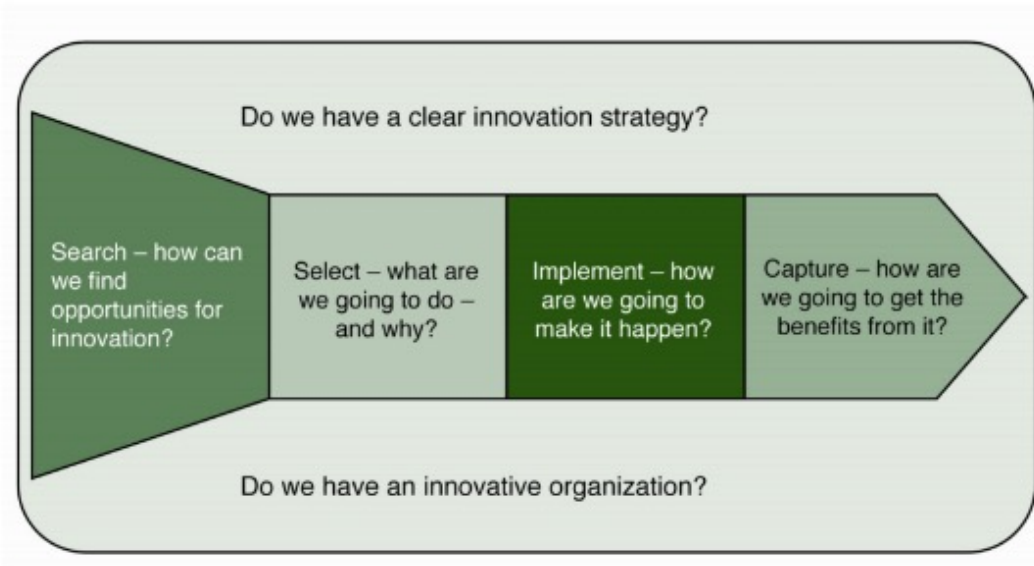 Do we have a clear innovation strategy?
Search – how can
we find
opportunities for
innovation?
Select – what are
we going to do –
and why?
Implement – how
are we going to
make it happen?
Capture – how are
we going to get the
benefits from it?
Do we have an innovative organization?